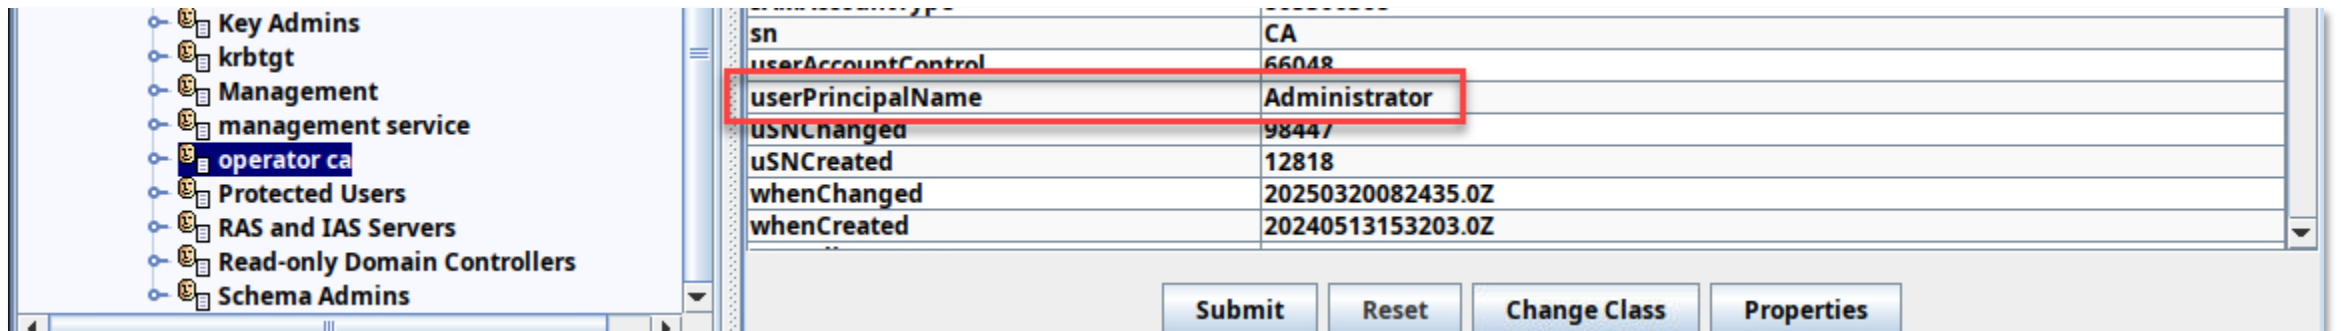 Key Admins
krbtgt
Management
management service
operator ca
Protected Users
RAS and IAS Servers
Read-only Domain Controllers
Schema Admins
sn CA
userAccountControl 66048
userPrincipalName Administrator
uSNChanged 98447
uSNCreated 12818
whenChanged 20250320082435.0Z
whenCreated 20240513153203.0Z
Submit Reset Change Class Properties